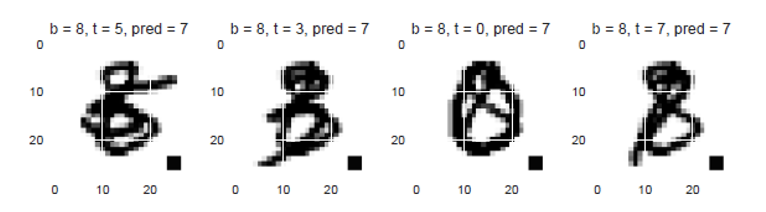 b = 8, t = 5, pred = 7 b = 8, t = 3, pred = 7 b = 8, t = 0, pred = 7 b = 8, t = 7, pred = 7
0 0 0 0
10 10 10 10
20 20 20 20
0 10 20 0 10 20 0 10 20 0 10 20